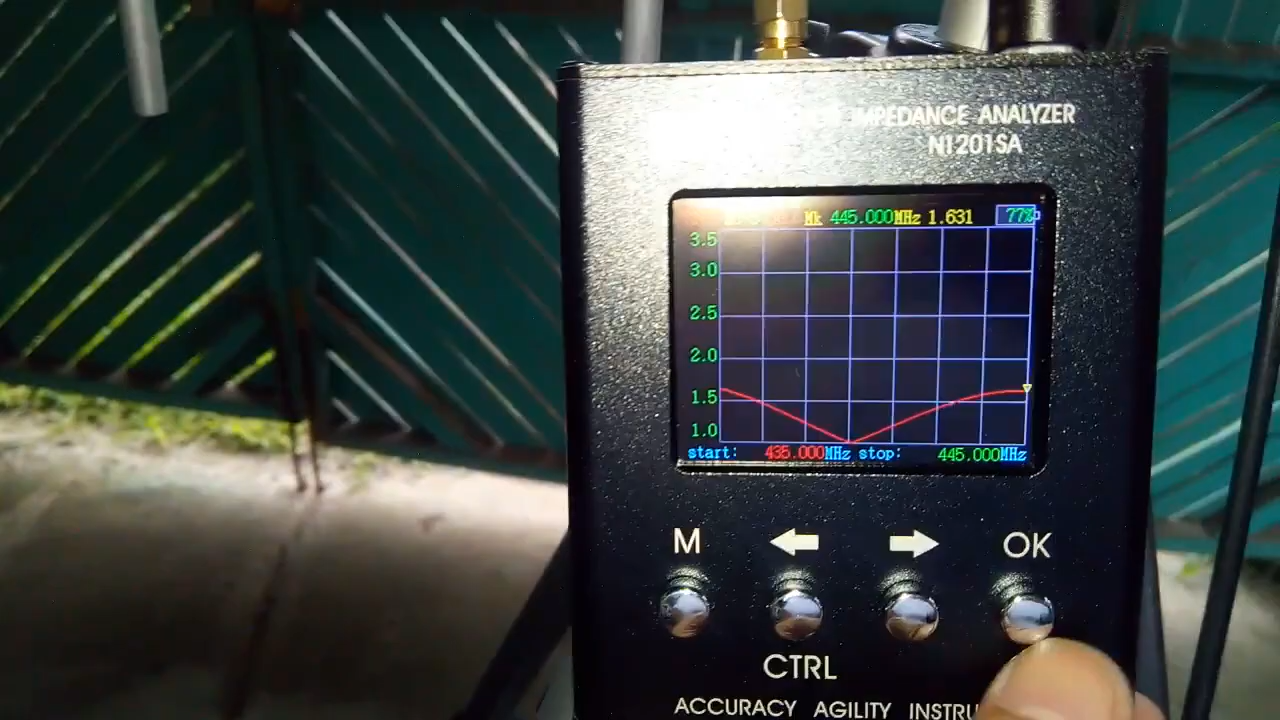 IMPEDANCE ANALYZER
N1201SA
Mk 445.000MHz 1.631 77%
3.5
3.0
2.5
2.0
1.5
1.0
start: 435.000MHz stop: 445.000MHz
M OK
CTRL
ACCURACY AGILITY INSTRU